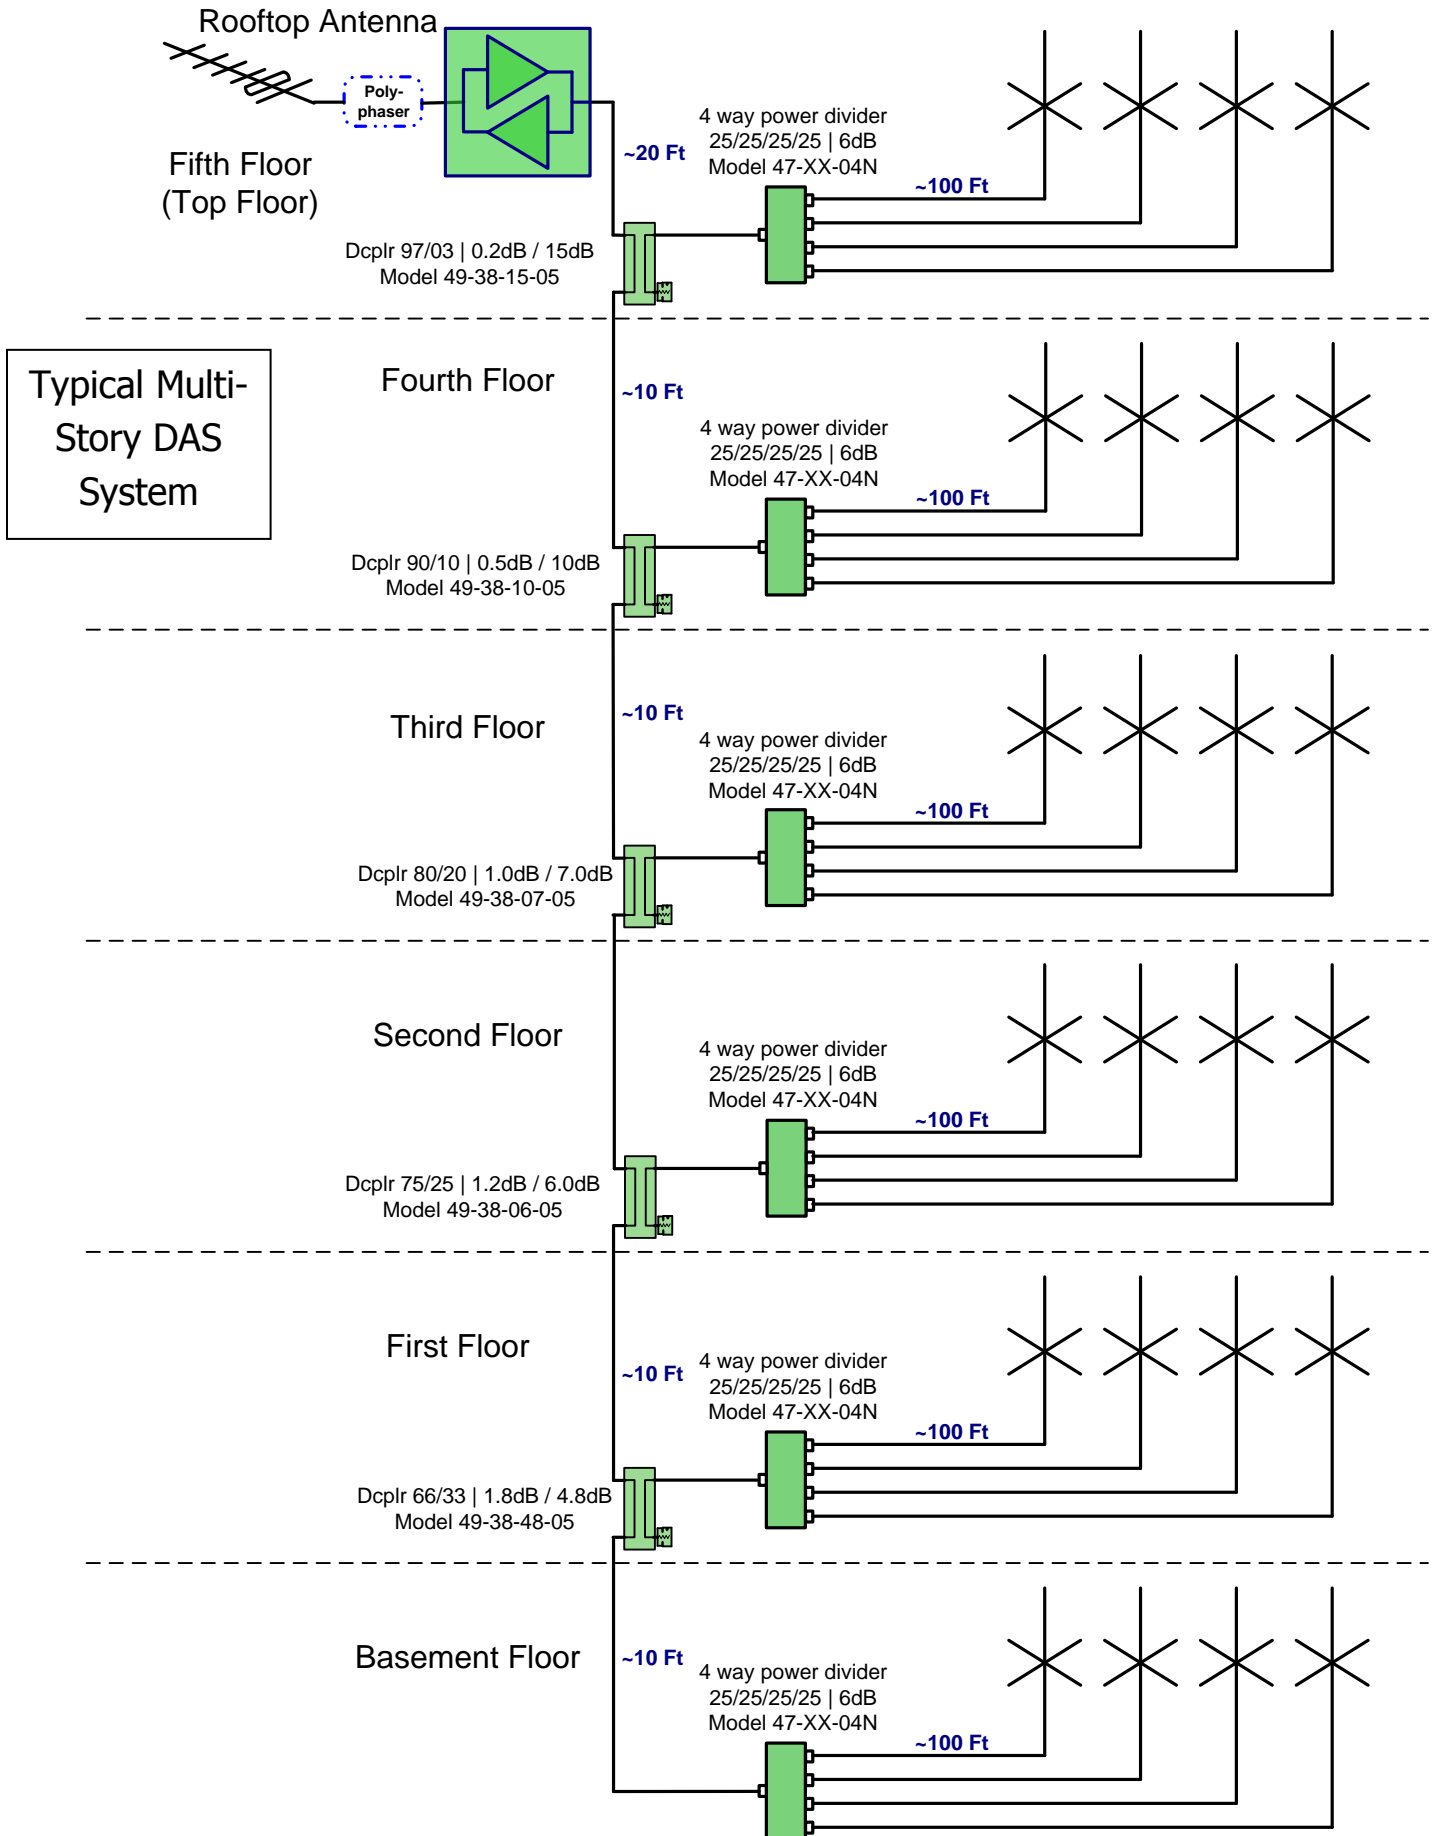 Rooftop Antenna
Poly-
phaser
Fifth Floor
(Top Floor)
~20 Ft
4 way power divider
25/25/25/25 | 6dB
Model 47-XX-04N
~100 Ft
Dcplr 97/03 | 0.2dB / 15dB
Model 49-38-15-05
Typical Multi-
Story DAS
System
Fourth Floor
~10 Ft
4 way power divider
25/25/25/25 | 6dB
Model 47-XX-04N
~100 Ft
Dcplr 90/10 | 0.5dB / 10dB
Model 49-38-10-05
Third Floor
~10 Ft
4 way power divider
25/25/25/25 | 6dB
Model 47-XX-04N
~100 Ft
Dcplr 80/20 | 1.0dB / 7.0dB
Model 49-38-07-05
Second Floor
4 way power divider
25/25/25/25 | 6dB
Model 47-XX-04N
~100 Ft
Dcplr 75/25 | 1.2dB / 6.0dB
Model 49-38-06-05
First Floor
~10 Ft
4 way power divider
25/25/25/25 | 6dB
Model 47-XX-04N
~100 Ft
Dcplr 66/33 | 1.8dB / 4.8dB
Model 49-38-48-05
Basement Floor
~10 Ft
4 way power divider
25/25/25/25 | 6dB
Model 47-XX-04N
~100 Ft